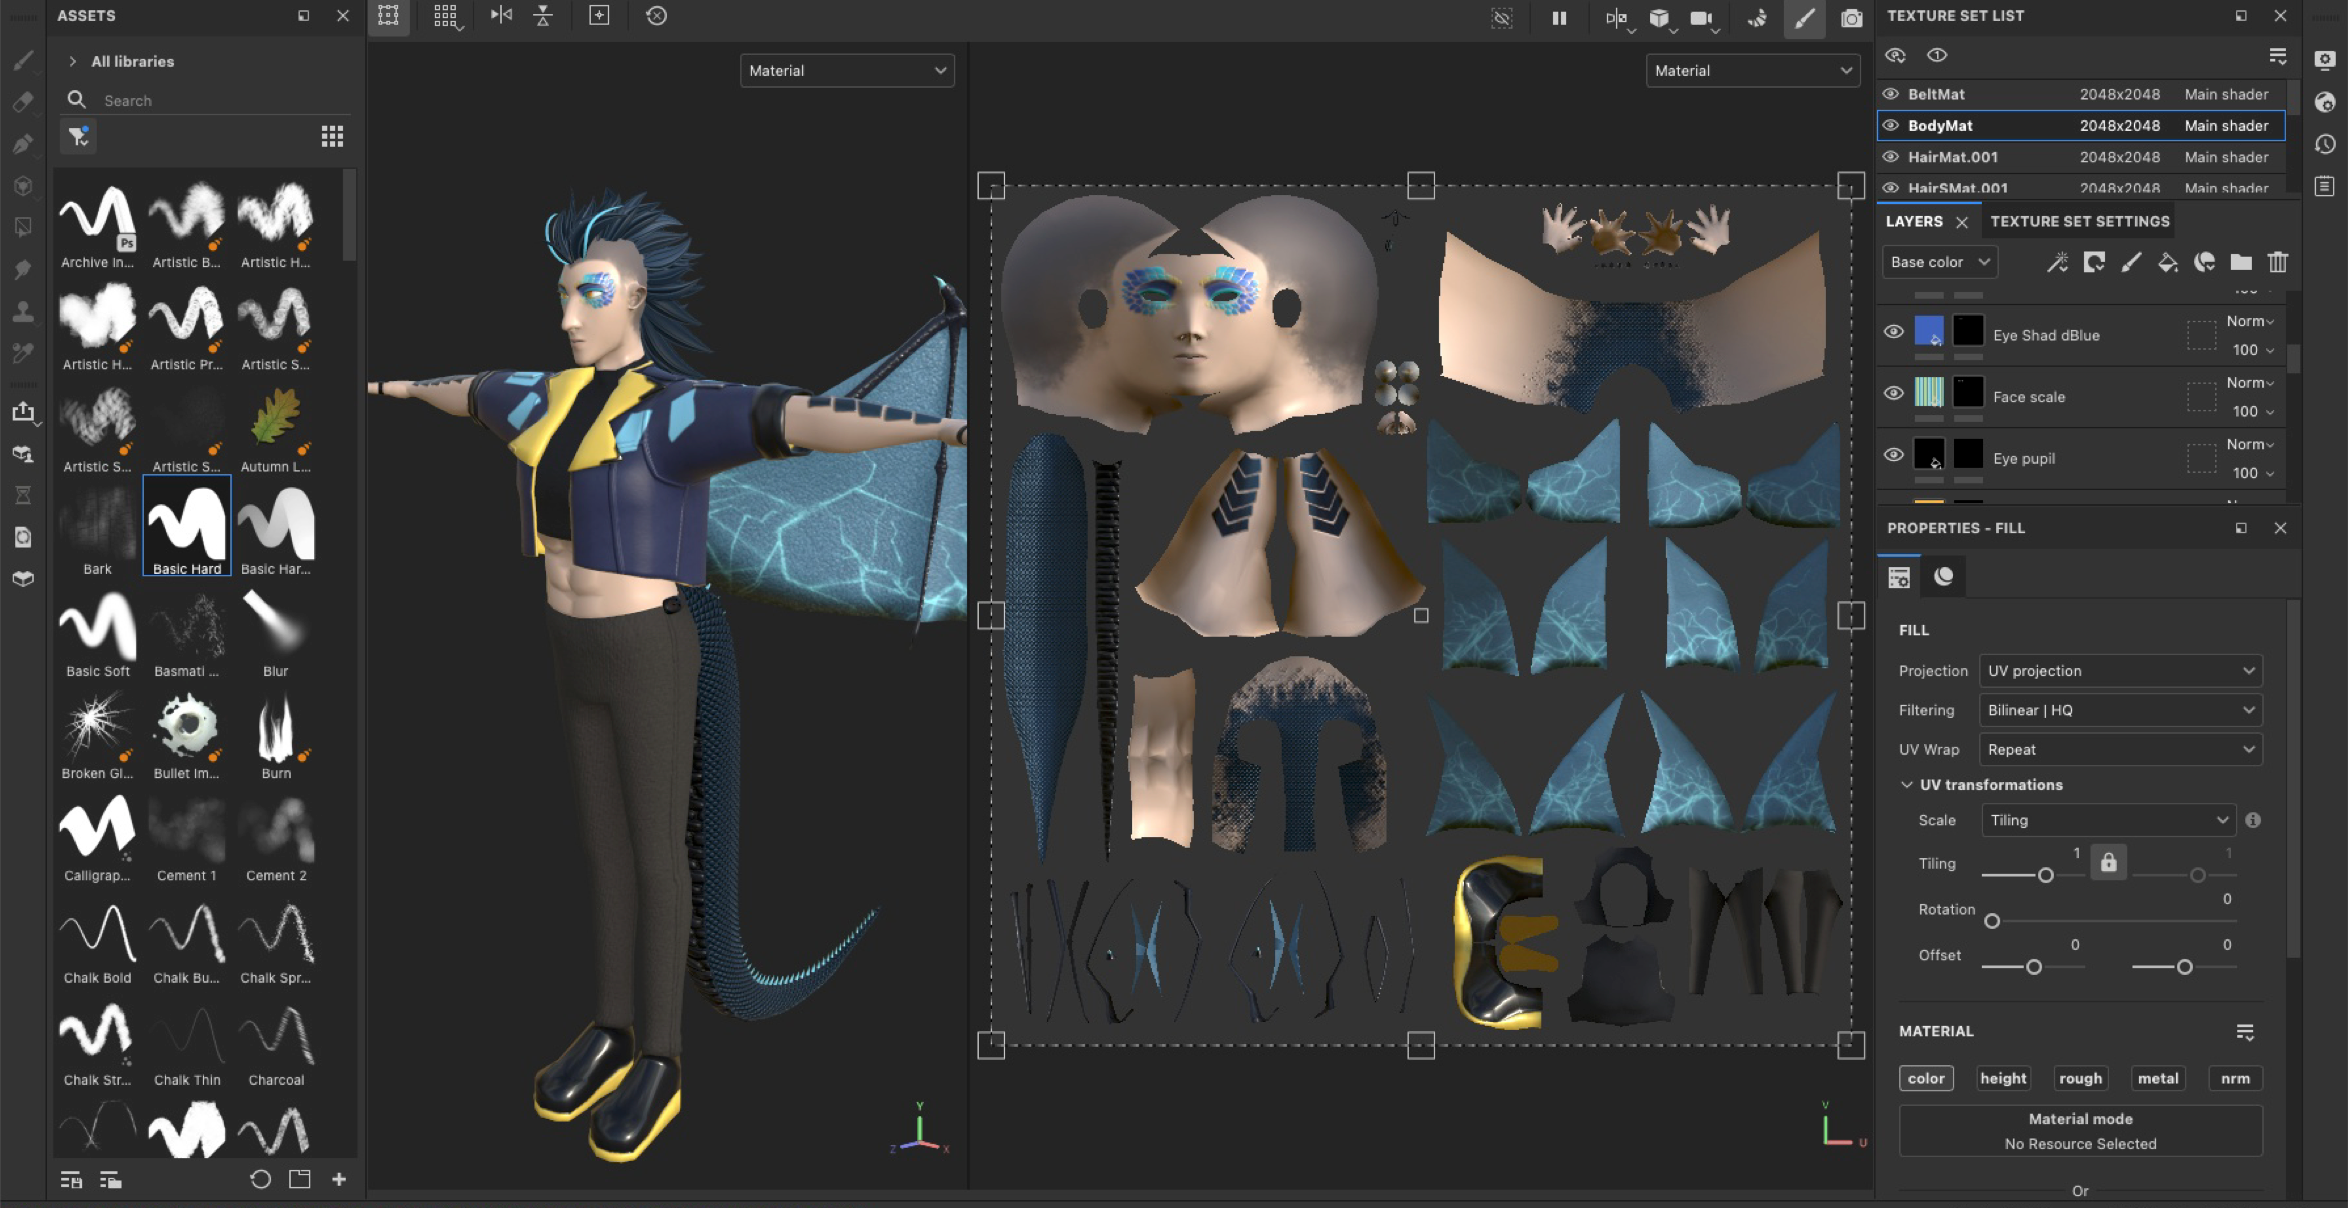 ASSETS
All libraries
Search
Archive In...
Artistic B...
Artistic H...
Artistic H...
Artistic Pr...
Artistic S...
Artistic S...
Artistic S...
Autumn L...
Bark
Basic Hard
Basic Har...
Basic Soft
Basmati ...
Blur
Broken Gl...
Bullet Im...
Burn
Calligrap...
Cement 1
Cement 2
Chalk Bold
Chalk Bu...
Chalk Spr...
Chalk Str...
Chalk Thin
Charcoal
Ps
Material
Y
Z
X
Material
V
U
TEXTURE SET LIST
1
BeltMat 2048x2048 Main shader
BodyMat 2048x2048 Main shader
HairMat.001 2048x2048 Main shader
HairSMat.001 2048x2048 Main shader
LAYERS TEXTURE SET SETTINGS
Base color
100
Eye Shad dBlue
Norm
100
Face scale
Norm
100
Eye pupil
Norm
100
PROPERTIES - FILL
FILL
Projection UV projection
Filtering Bilinear | HQ
UV Wrap Repeat
UV transformations
Scale Tiling
Tiling 1 1
Rotation 0
Offset 0 0
MATERIAL
color height rough metal nrm
Material mode
No Resource Selected
Or